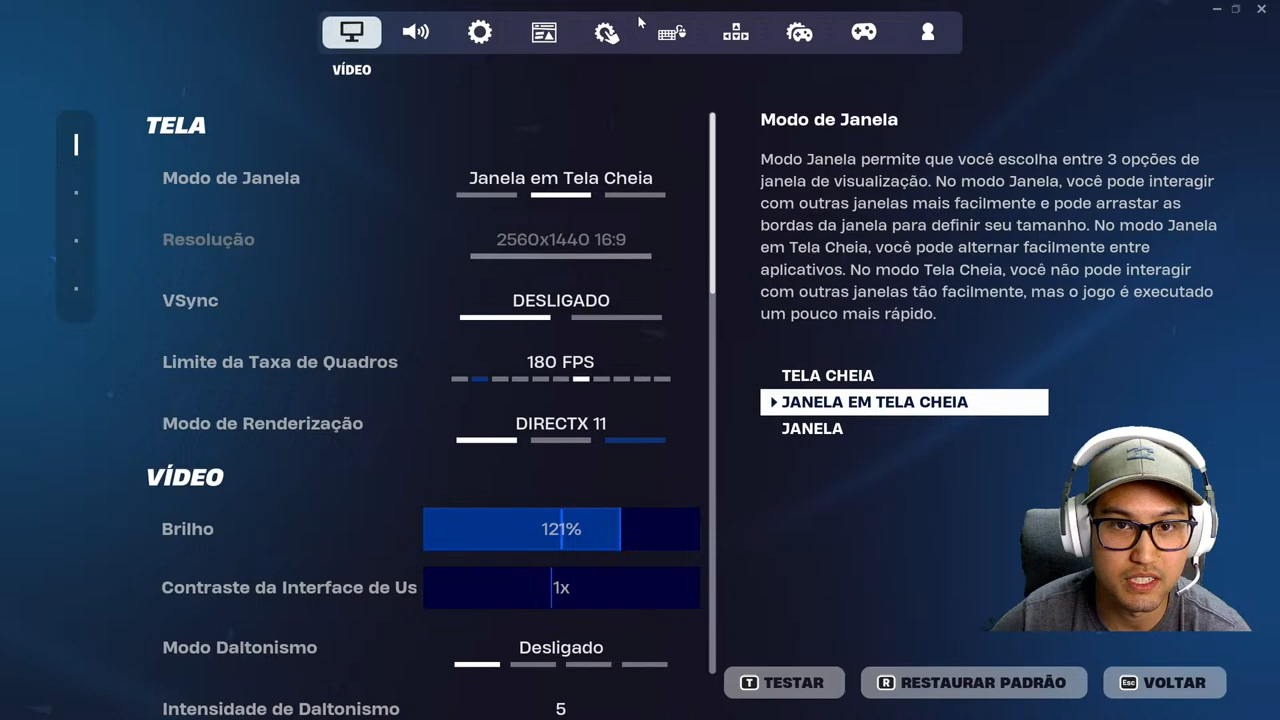 VÍDEO
TELA
Modo de Janela
Janela em Tela Cheia
Resolução
2560x1440 16:9
VSync
DESLIGADO
Limite da Taxa de Quadros
180 FPS
Modo de Renderização
DIRECTX 11
VÍDEO
Brilho
121%
Contraste da Interface de Us
1x
Modo Daltonismo
Desligado
Intensidade de Daltonismo
5
Modo de Janela
Modo Janela permite que você escolha entre 3 opções de
janela de visualização. No modo Janela, você pode interagir
com outras janelas mais facilmente e pode arrastar as
bordas da janela para definir seu tamanho. No modo Janela
em Tela Cheia, você pode alternar facilmente entre
aplicativos. No modo Tela Cheia, você não pode interagir
com outras janelas tão facilmente, mas o jogo é executado
um pouco mais rápido.
TELA CHEIA
JANELA EM TELA CHEIA
JANELA
T TESTAR
R RESTAURAR PADRÃO
Esc VOLTAR